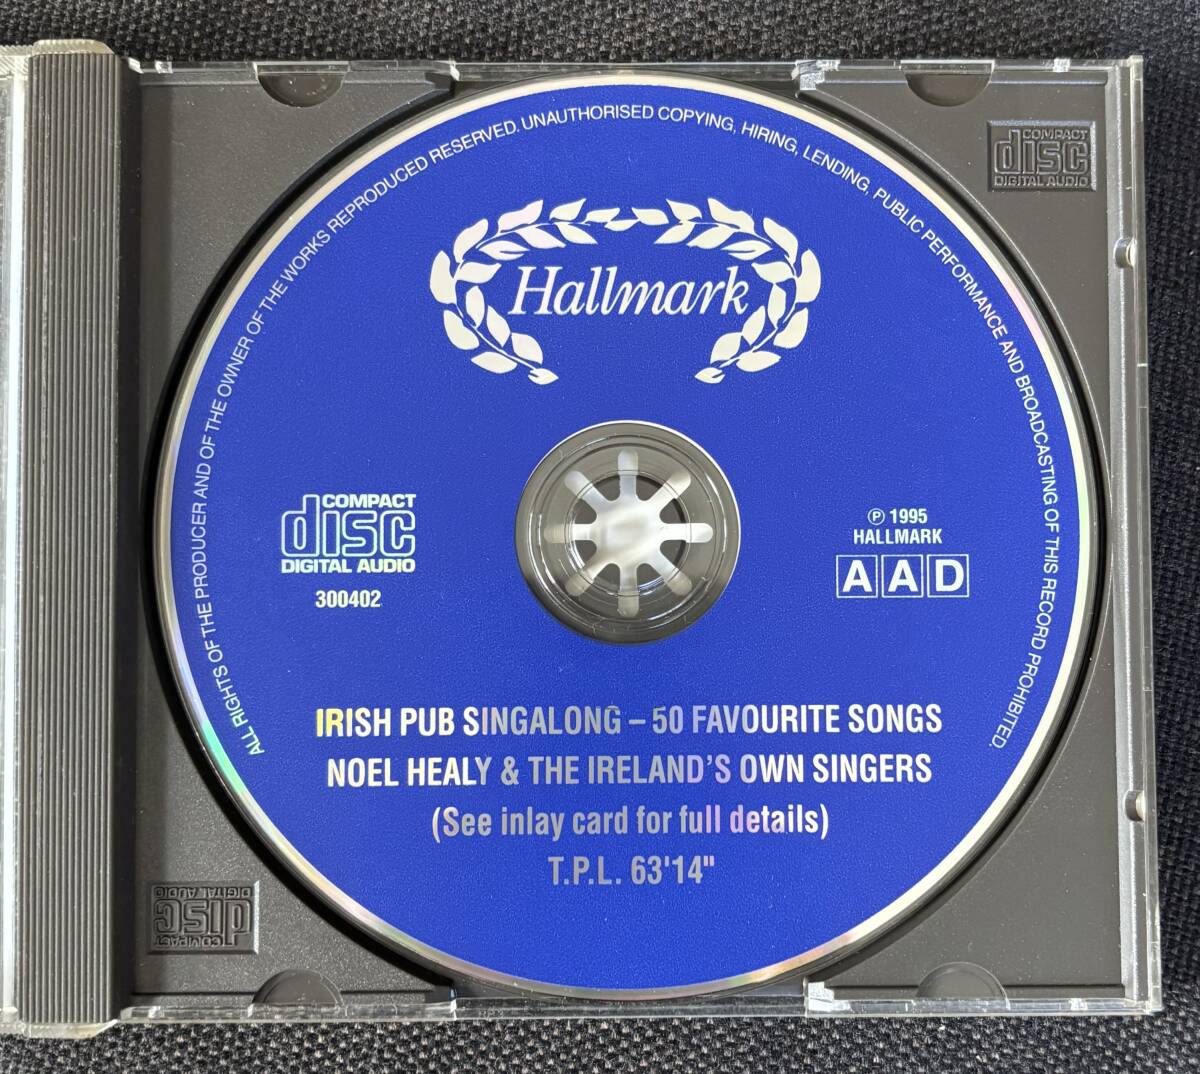 ALL RIGHTS OF THE PRODUCER AND OF THE OWNER OF THE WORKS REPRODUCED RESERVED. UNAUTHORISED COPYING, HIRING, LENDING, PUBLIC PERFORMANCE AND BROADCASTING OF THIS RECORD PROHIBITED.
COMPACT
disc
DIGITAL AUDIO
Hallmark
COMPACT
disc
DIGITAL AUDIO
300402
℗ 1995
HALLMARK
AAD
IRISH PUB SINGALONG – 50 FAVOURITE SONGS
NOEL HEALY & THE IRELAND'S OWN SINGERS
(See inlay card for full details)
T.P.L. 63'14"
COMPACT
disc
DIGITAL AUDIO